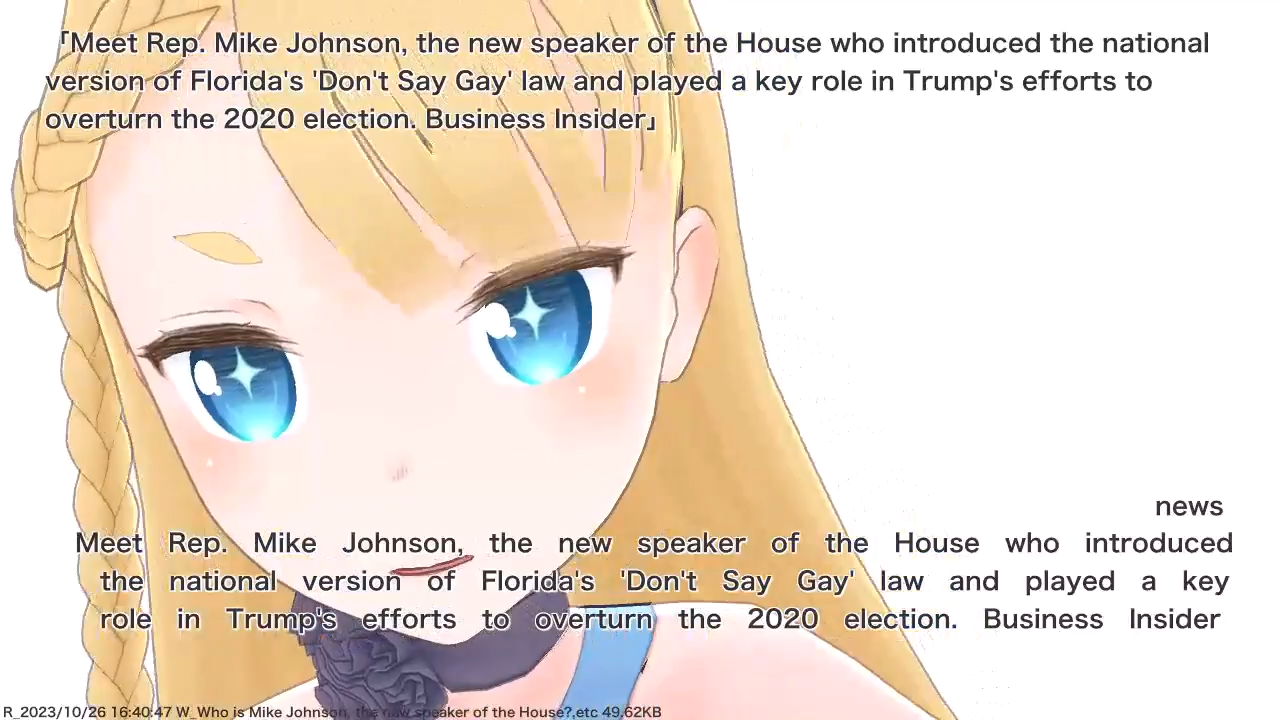 「Meet Rep. Mike Johnson, the new speaker of the House who introduced the national
version of Florida's 'Don't Say Gay' law and played a key role in Trump's efforts to
overturn the 2020 election. Business Insider」
news
Meet Rep. Mike Johnson, the new speaker of the House who introduced
the national version of Florida's 'Don't Say Gay' law and played a key
role in Trump's efforts to overturn the 2020 election. Business Insider
R_2023/10/26 16:40:47 W_Who is Mike Johnson, the new speaker of the House?,etc 49.62KB